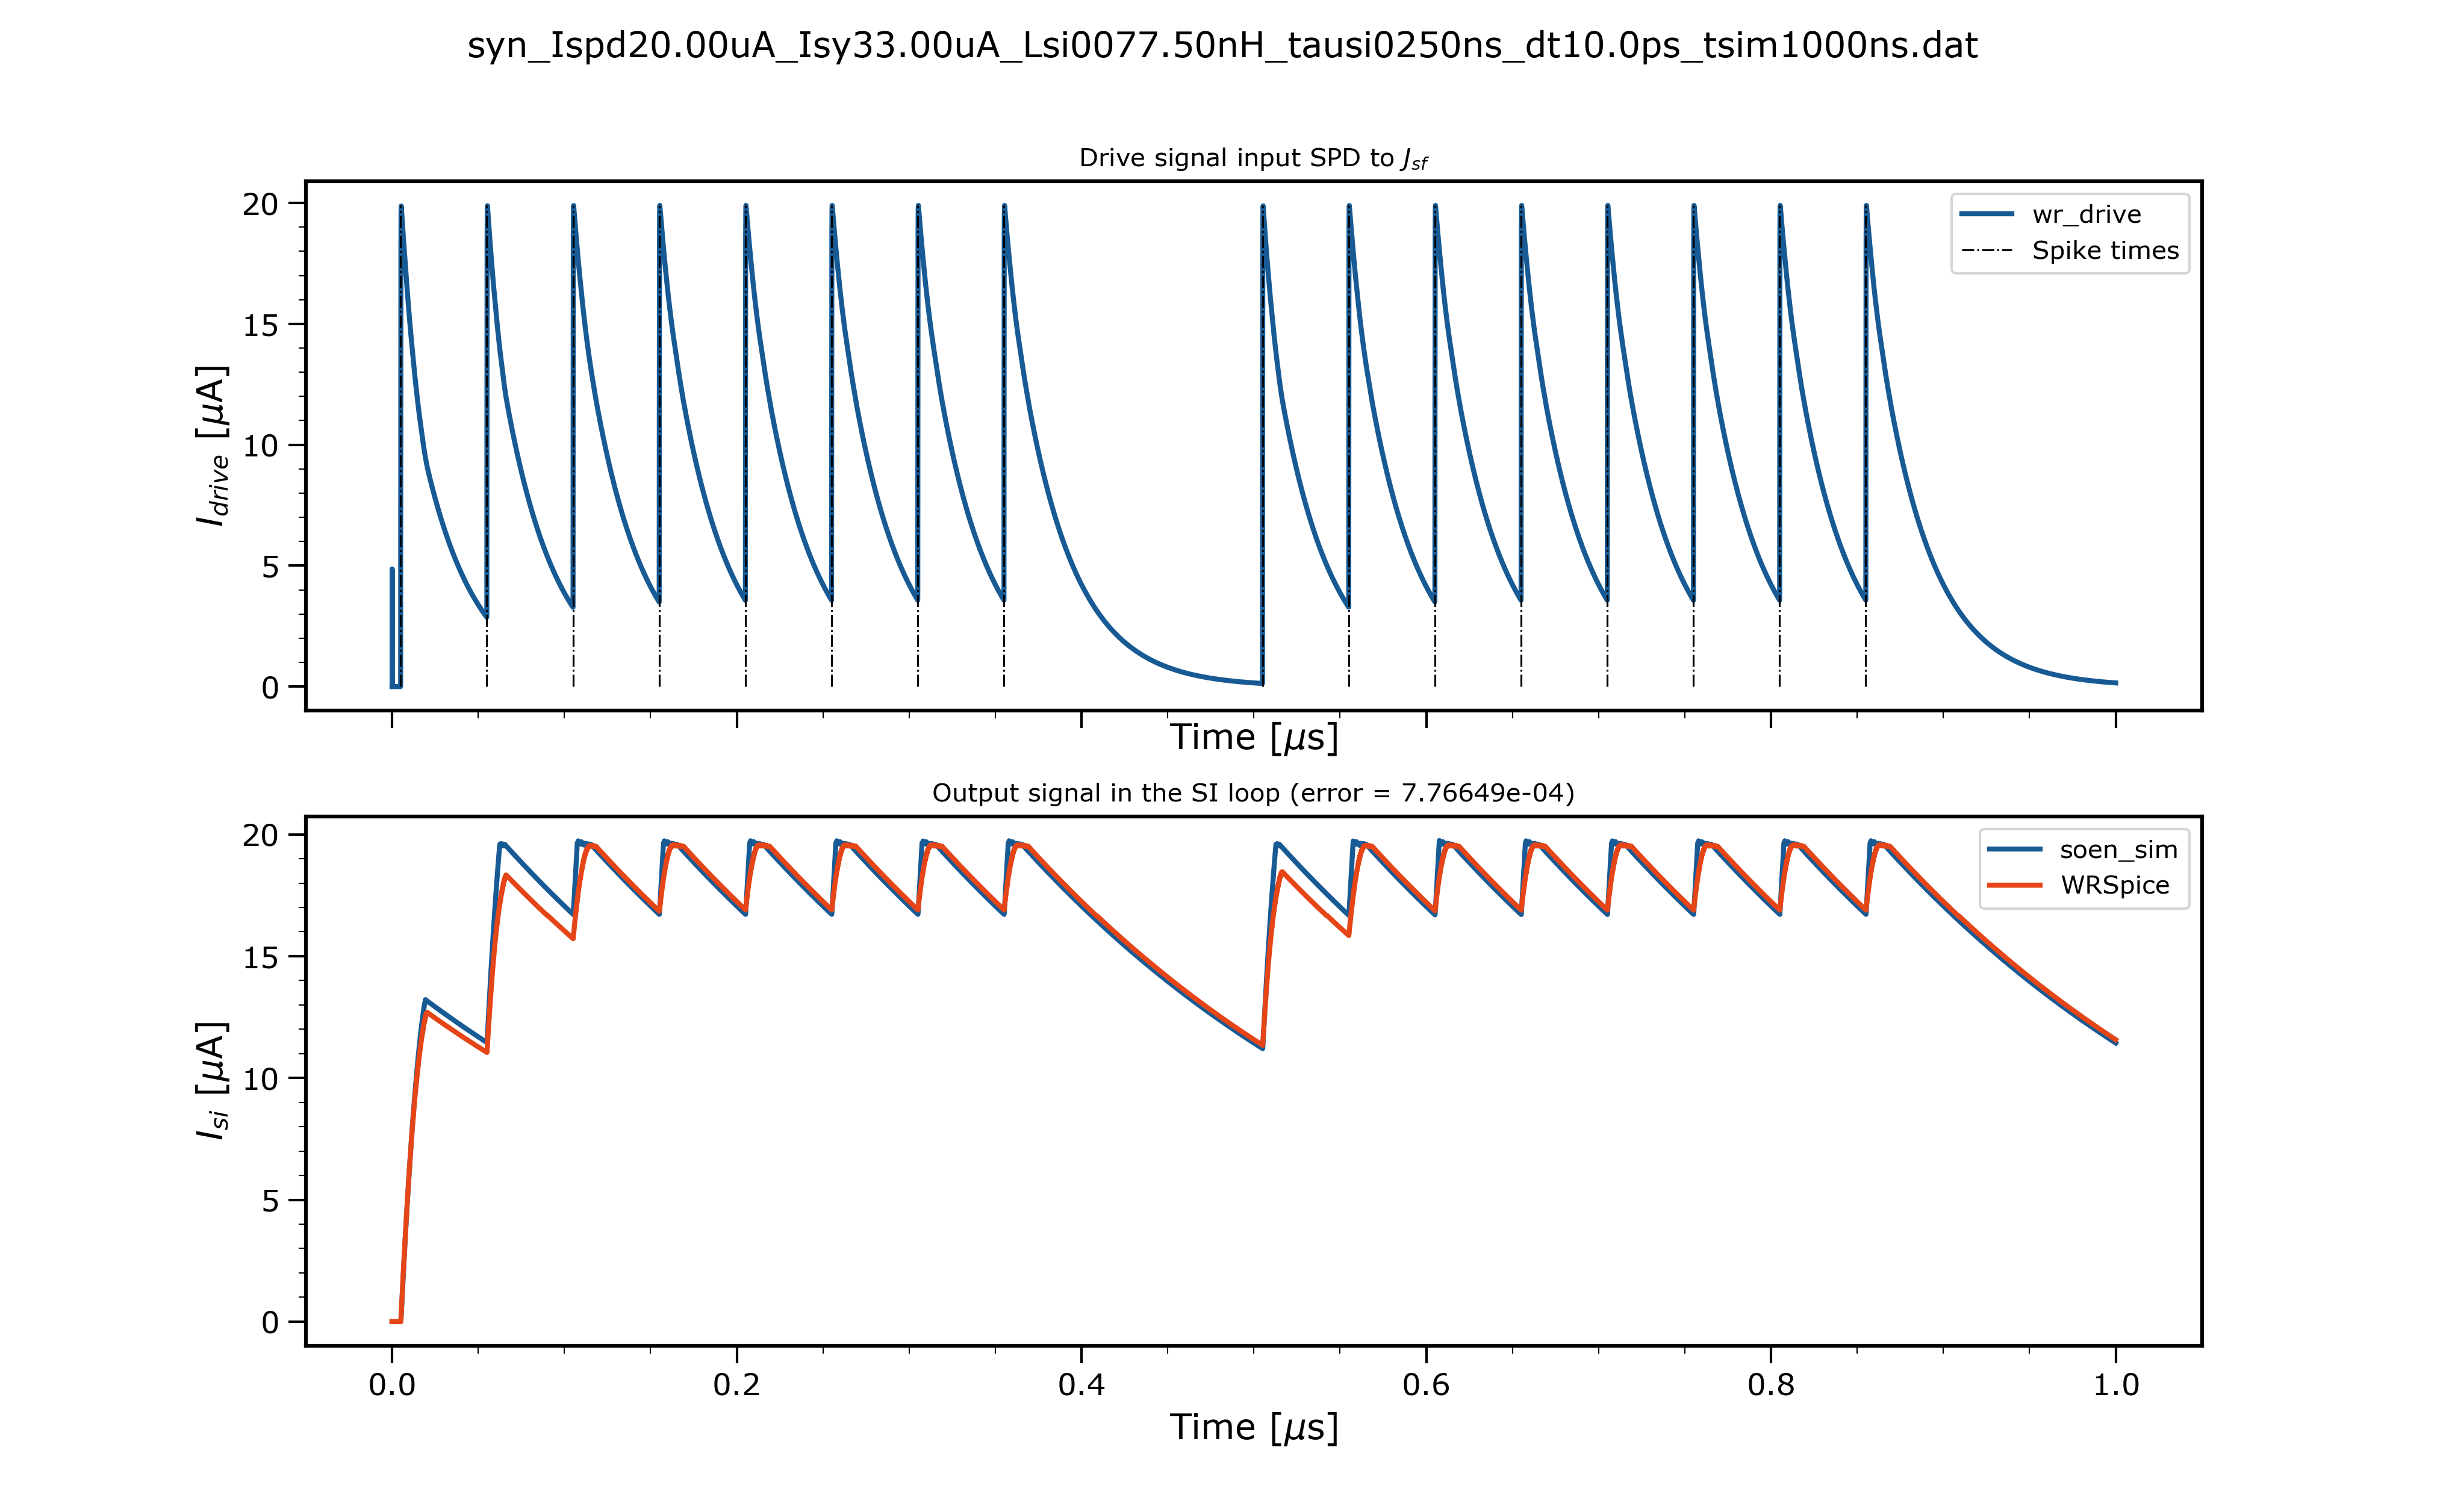 syn_Ispd20.00uA_Isy33.00uA_Lsi0077.50nH_tausi0250ns_dt10.0ps_tsim1000ns.dat
Drive signal input SPD to J_sf
20
15
10
5
0
I_drive [μA]
wr_drive
Spike times
Time [μs]
Output signal in the SI loop (error = 7.76649e-04)
20
15
10
5
0
I_si [μA]
soen_sim
WRSpice
0.0 0.2 0.4 0.6 0.8 1.0
Time [μs]